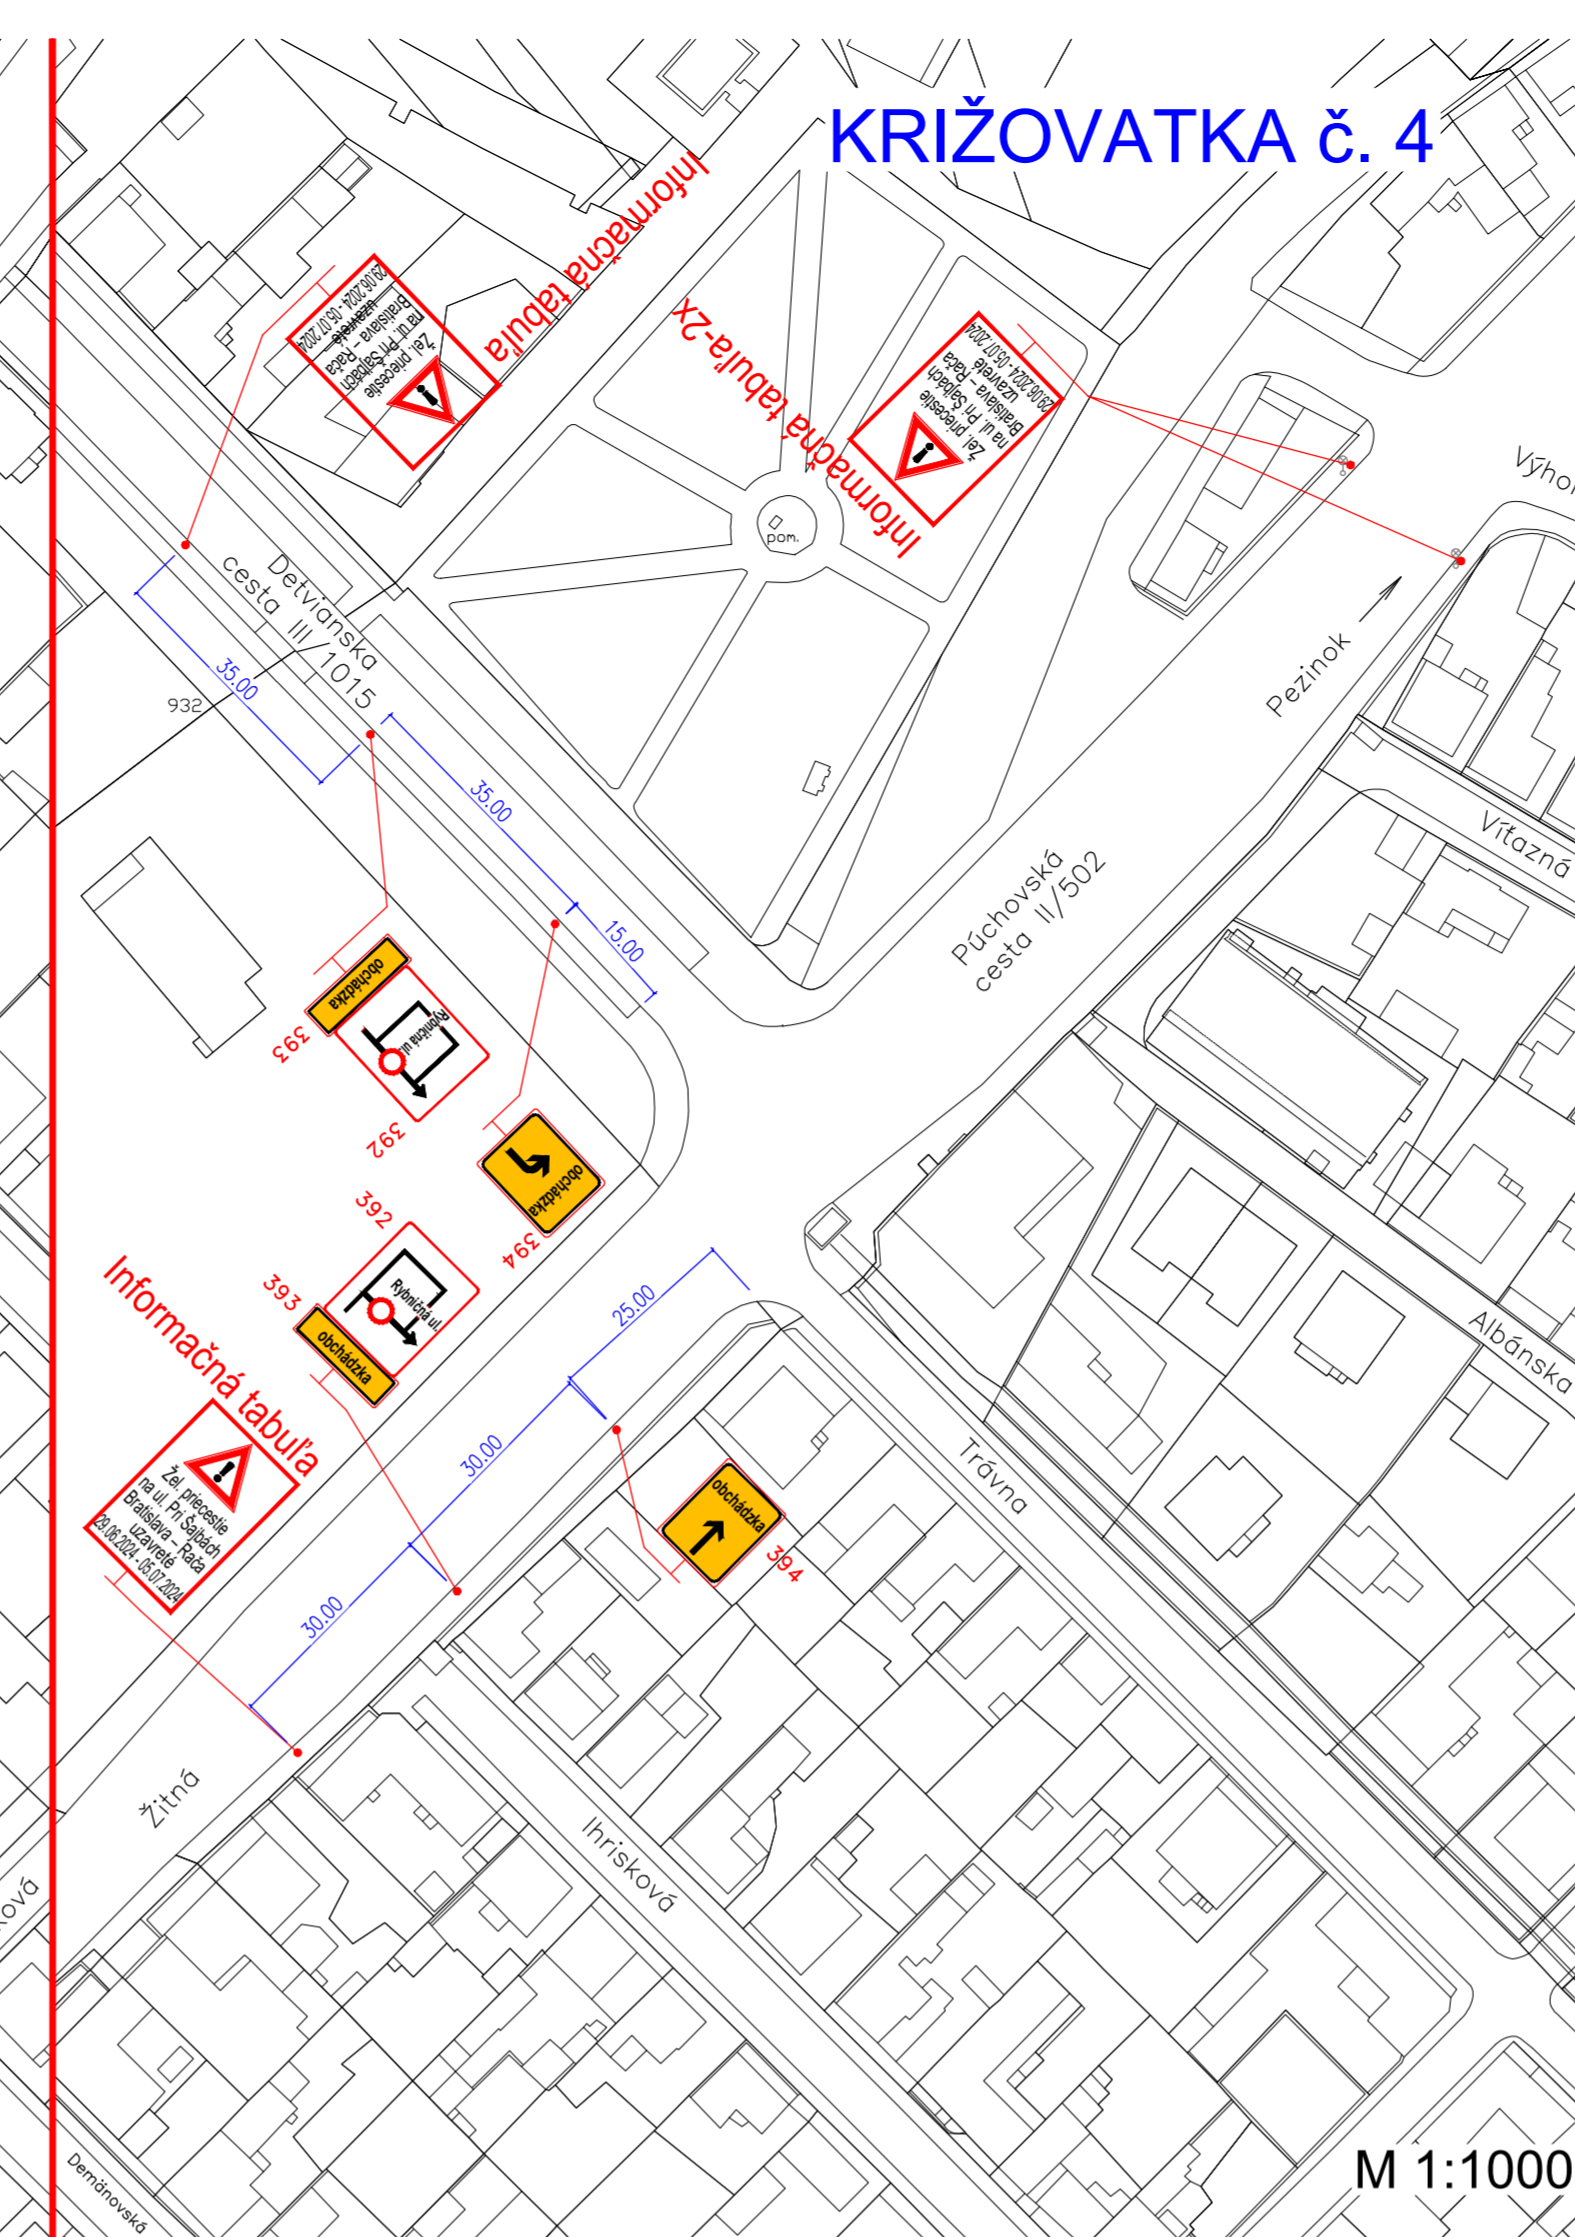 KRIŽOVATKA č. 4
Informačná tabuľa
Žel. priecestie
na ul. Pri Šajbách
Bratislava – Rača
uzavreté
29.06.2024 - 05.07.2024
Informačná tabuľa-2x
Žel. priecestie
na ul. Pri Šajbách
Bratislava – Rača
uzavreté
29.06.2024 - 05.07.2024
pom.
Detvianska
cesta III/1015
35.00
932
35.00
15.00
Pezinok
Púchovská
cesta II/502
Víťazná
Albánska
obchádzka
393
Rybničná ul.
392
obchádzka
394
392
Rybničná ul.
393
obchádzka
Informačná tabuľa
Žel. priecestie
na ul. Pri Šajbách
Bratislava – Rača
uzavreté
29.06.2024 - 05.07.2024
25.00
30.00
30.00
obchádzka
394
Trávna
Žitná
Ihrisková
Demänovská
M 1:1000